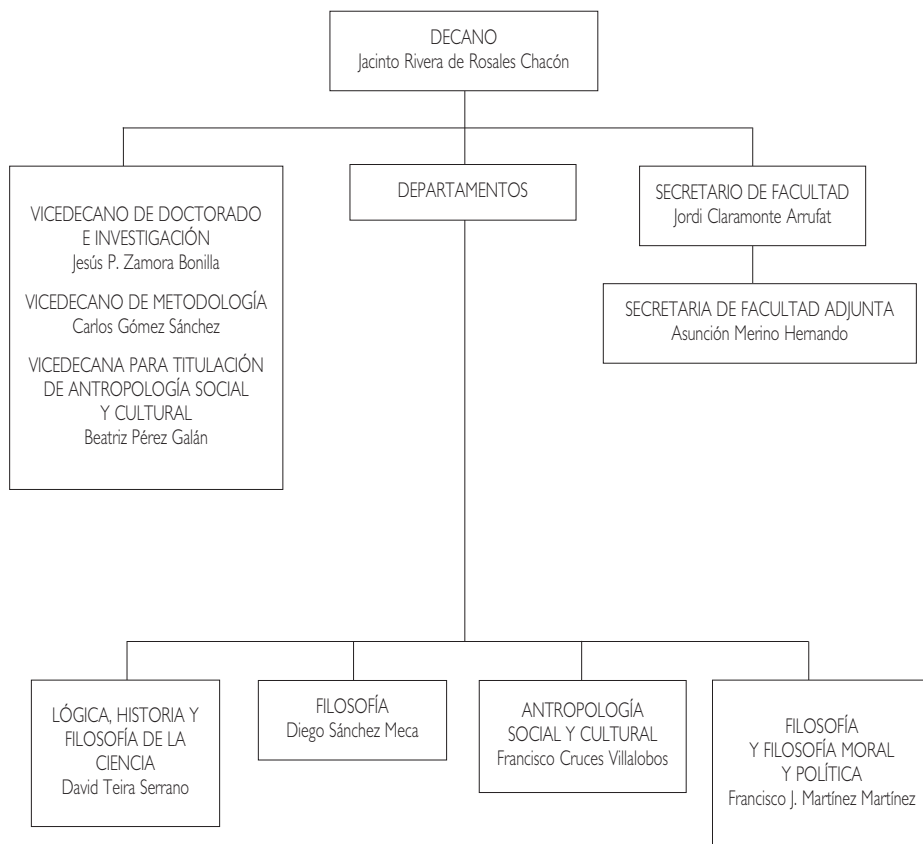 DECANO
Jacinto Rivera de Rosales Chacón
VICEDECANO DE DOCTORADO
E INVESTIGACIÓN
Jesús P. Zamora Bonilla
VICEDECANO DE METODOLOGÍA
Carlos Gómez Sánchez
VICEDECANA PARA TITULACIÓN
DE ANTROPOLOGÍA SOCIAL
Y CULTURAL
Beatriz Pérez Galán
DEPARTAMENTOS
SECRETARIO DE FACULTAD
Jordi Claramonte Arrufat
SECRETARIA DE FACULTAD ADJUNTA
Asunción Merino Hernando
LÓGICA, HISTORIA Y
FILOSOFÍA DE LA
CIENCIA
David Teira Serrano
FILOSOFÍA
Diego Sánchez Meca
ANTROPOLOGÍA
SOCIAL Y CULTURAL
Francisco Cruces Villalobos
FILOSOFÍA
Y FILOSOFÍA MORAL
Y POLÍTICA
Francisco J. Martínez Martínez